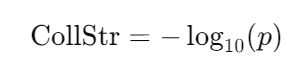 CollStr = − log₁₀(p)